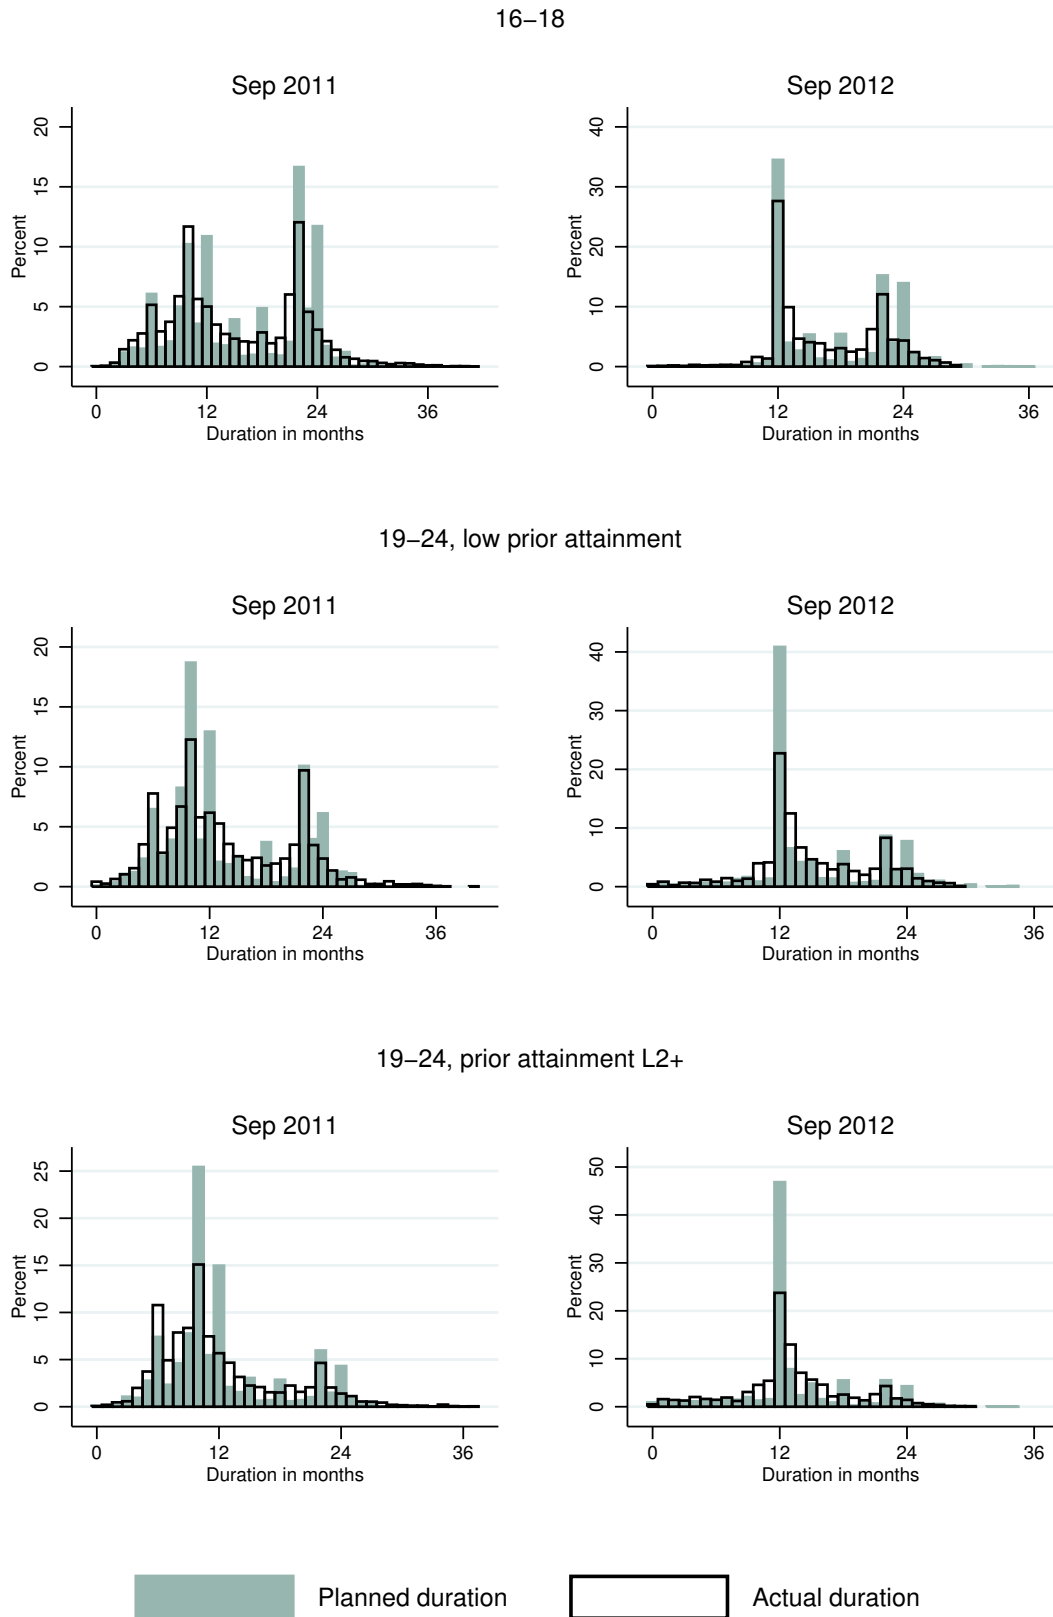 16–18
Sep 2011
Sep 2012
Percent
0
5
10
15
20
0
12
24
36
Duration in months
Percent
0
10
20
30
40
0
12
24
36
Duration in months
19–24, low prior attainment
Sep 2011
Sep 2012
Percent
0
5
10
15
20
0
12
24
36
Duration in months
Percent
0
10
20
30
40
0
12
24
36
Duration in months
19–24, prior attainment L2+
Sep 2011
Sep 2012
Percent
0
5
10
15
20
25
0
12
24
36
Duration in months
Percent
0
10
20
30
40
50
0
12
24
36
Duration in months
Planned duration
Actual duration